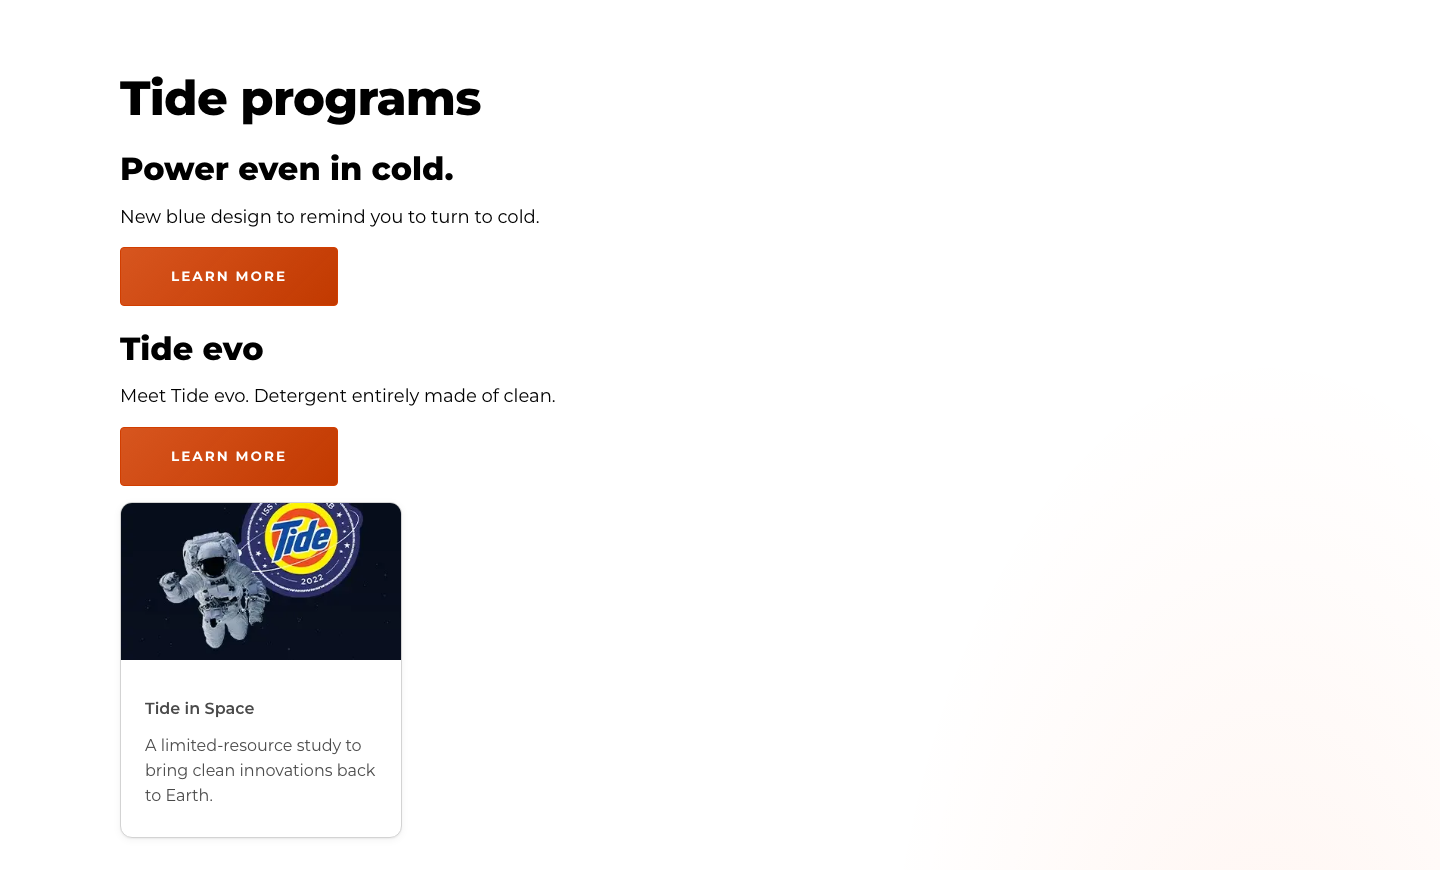 Tide programs
Power even in cold.
New blue design to remind you to turn to cold.
LEARN MORE
Tide evo
Meet Tide evo. Detergent entirely made of clean.
LEARN MORE
ISS
Tide
2022
Tide in Space
A limited-resource study to
bring clean innovations back
to Earth.